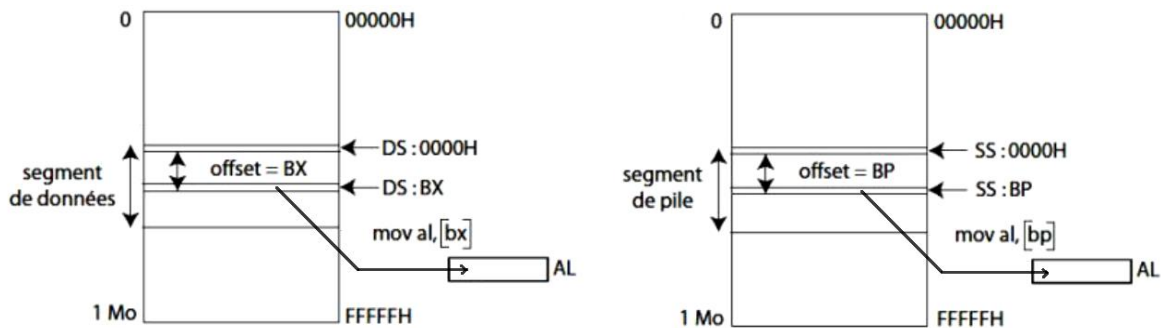 0
00000H
segment
de données
offset = BX
DS : 0000H
DS : BX
mov al, [bx]
AL
1 Mo
FFFFFH
0
00000H
segment
de pile
offset = BP
SS : 0000H
SS : BP
mov al, [bp]
AL
1 Mo
FFFFFH